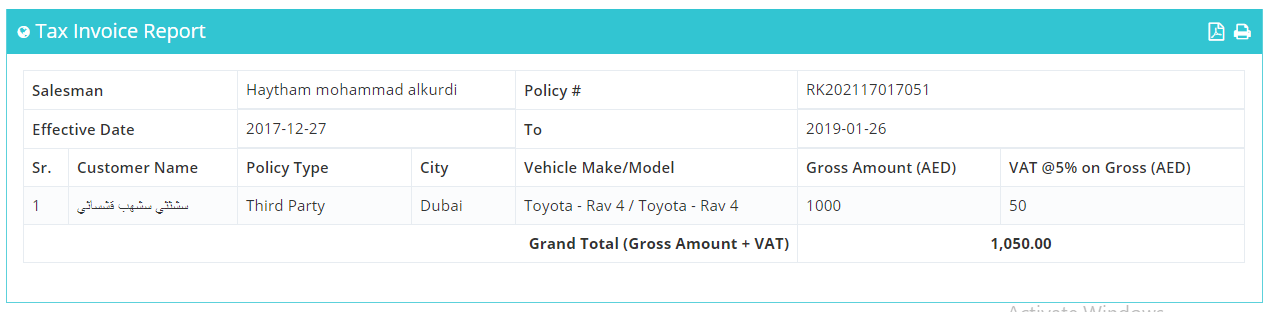 Tax Invoice Report
Salesman Haytham mohammad alkurdi Policy # RK202117017051
Effective Date 2017-12-27 To 2019-01-26
Sr. Customer Name Policy Type City Vehicle Make/Model Gross Amount (AED) VAT @5% on Gross (AED)
1 Third Party Dubai Toyota - Rav 4 / Toyota - Rav 4 1000 50
Grand Total (Gross Amount + VAT) 1,050.00
Activate Windows